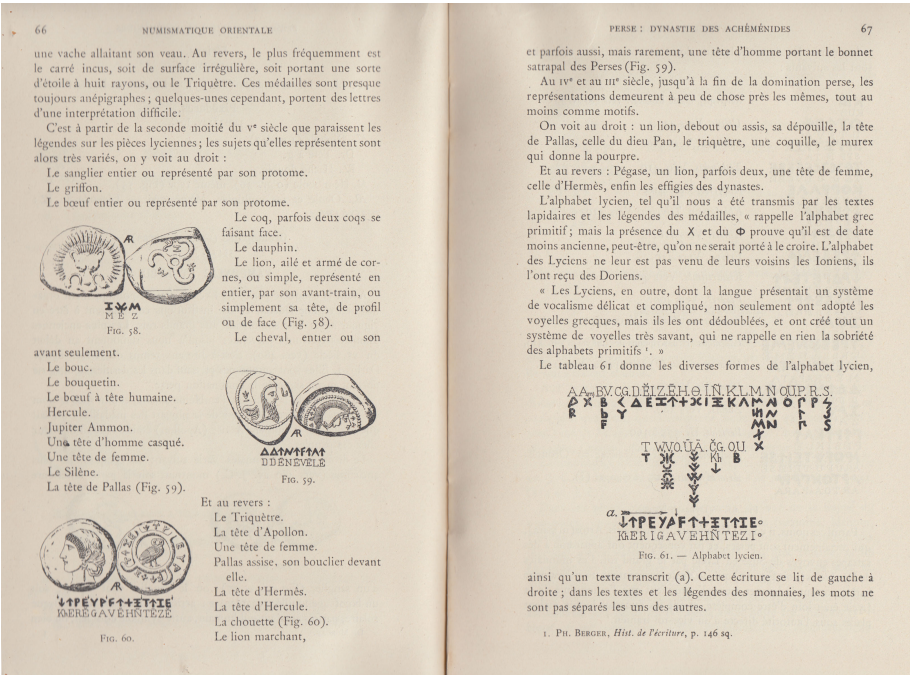 66 NUMISMATIQUE ORIENTALE
une vache allaitant son veau. Au revers, le plus fréquemment est
le carré incus, soit de surface irrégulière, soit portant une sorte
d'étoile à huit rayons, ou le Triquètre. Ces médailles sont presque
toujours anépigraphes ; quelques-unes cependant, portent des lettres
d'une interprétation difficile.
C'est à partir de la seconde moitié du Vᵉ siècle que paraissent les
légendes sur les pièces lyciennes ; les sujets qu'elles représentent sont
alors très variés, on y voit au droit :
Le sanglier entier ou représenté par son protome.
Le griffon.
Le bœuf entier ou représenté par son protome.
Le coq, parfois deux coqs se
faisant face.
Le dauphin.
Le lion, ailé et armé de cor-
nes, ou simple, représenté en
entier, par son avant-train, ou
simplement sa tête, de profil
ou de face (Fig. 58).
Le cheval, entier ou son
AR
M E Z
FIG. 58.
avant seulement.
Le bouc.
Le bouquetin.
Le bœuf à tête humaine.
Hercule.
Jupiter Ammon.
Une tête d'homme casqué.
Une tête de femme.
Le Silène.
La tête de Pallas (Fig. 59).
AR
DDENEVELE
FIG. 59.
Et au revers :
Le Triquètre.
La tête d'Apollon.
Une tête de femme.
Pallas assise, son bouclier devant
elle.
La tête d'Hermès.
La tête d'Hercule.
La chouette (Fig. 60).
Le lion marchant,
AR
FIG. 60.
PERSE : DYNASTIE DES ACHÉMÉNIDES 67
et parfois aussi, mais rarement, une tête d'homme portant le bonnet
satrapal des Perses (Fig. 59).
Au IVᵉ et au IIIᵉ siècle, jusqu'à la fin de la domination perse, les
représentations demeurent à peu de chose près les mêmes, tout au
moins comme motifs.
On voit au droit : un lion, debout ou assis, sa dépouille, la tête
de Pallas, celle du dieu Pan, le triquètre, une coquille, le murex
qui donne la pourpre.
Et au revers : Pégase, un lion, parfois deux, une tête de femme,
celle d'Hermès, enfin les effigies des dynastes.
L'alphabet lycien, tel qu'il nous a été transmis par les textes
lapidaires et les légendes des médailles, « rappelle l'alphabet grec
primitif ; mais la présence du X et du Φ prouve qu'il est de date
moins ancienne, peut-être, qu'on ne serait porté à le croire. L'alphabet
des Lyciens ne leur est pas venu de leurs voisins les Ioniens, ils
l'ont reçu des Doriens.
« Les Lyciens, en outre, dont la langue présentait un système
de vocalisme délicat et compliqué, non seulement ont adopté les
voyelles grecques, mais ils les ont dédoublées, et ont créé tout un
système de voyelles très savant, qui ne rappelle en rien la sobriété
des alphabets primitifs ¹. »
Le tableau 61 donne les diverses formes de l'alphabet lycien,
a.
FIG. 61. — Alphabet lycien.
ainsi qu'un texte transcrit (a). Cette écriture se lit de gauche à
droite ; dans les textes et les légendes des monnaies, les mots ne
sont pas séparés les uns des autres.
1. PH. BERGER, Hist. de l'écriture, p. 146 sq.